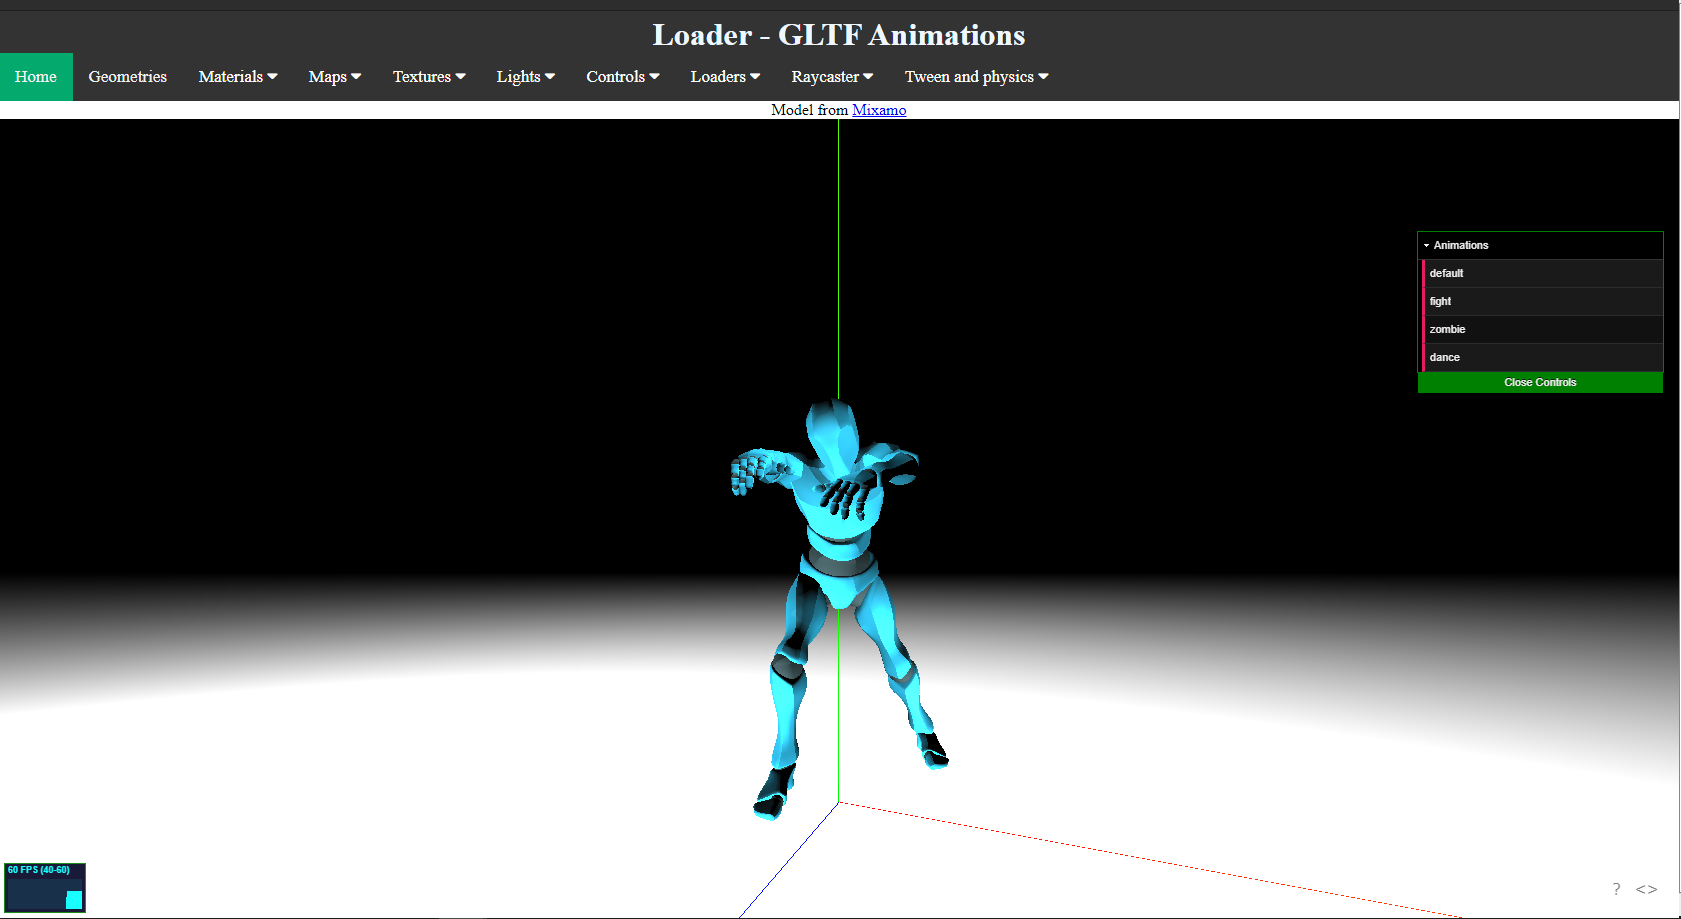 Loader - GLTF Animations
Home Geometries Materials Maps Textures Lights Controls Loaders Raycaster Tween and physics
Model from Mixamo
Animations
default
fight
zombie
dance
Close Controls
60 FPS (40-60)
? <>